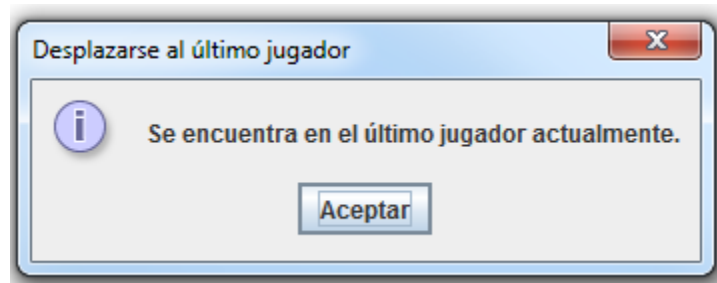 Desplazarse al último jugador
Se encuentra en el último jugador actualmente.
Aceptar